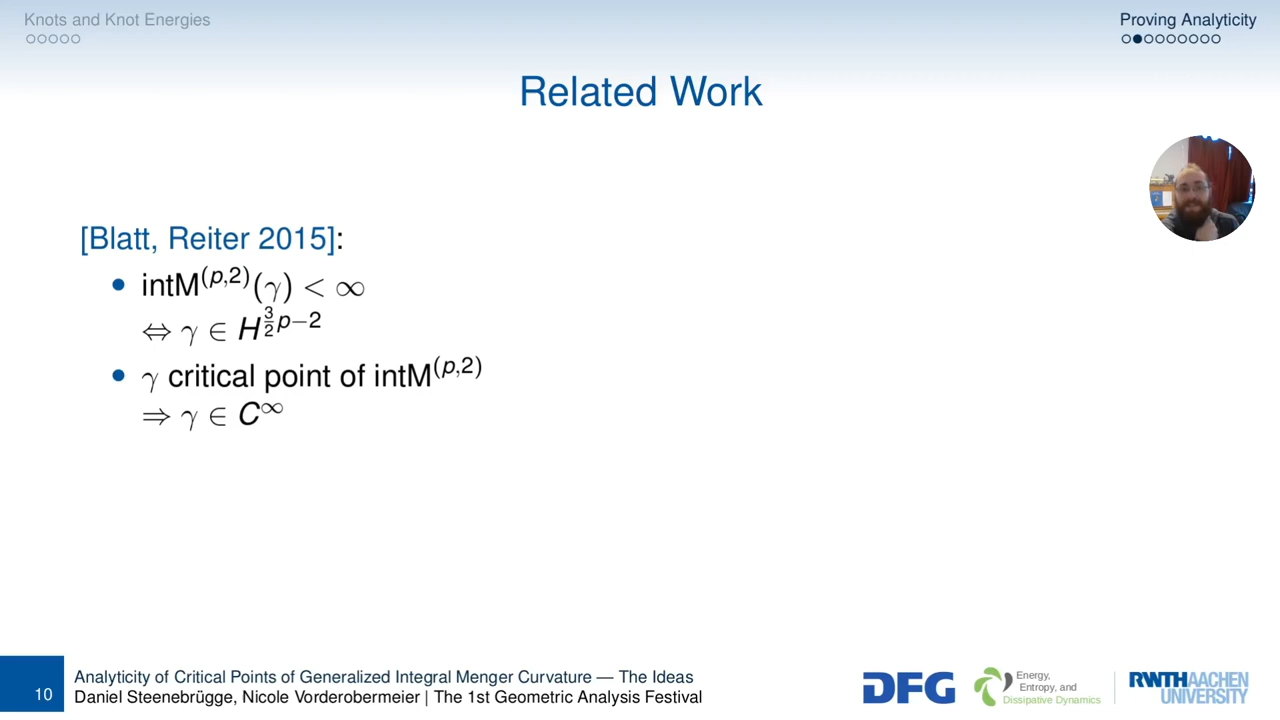 Knots and Knot Energies
Proving Analyticity
Related Work
[Blatt, Reiter 2015]:
• intM^(p,2)(γ) < ∞
⇔ γ ∈ H^(3/2 p−2)
• γ critical point of intM^(p,2)
⇒ γ ∈ C^∞
10
Analyticity of Critical Points of Generalized Integral Menger Curvature — The Ideas
Daniel Steenebrügge, Nicole Vorderobermeier | The 1st Geometric Analysis Festival
DFG
Energy,
Entropy, and
Dissipative Dynamics
RWTHAACHEN
UNIVERSITY